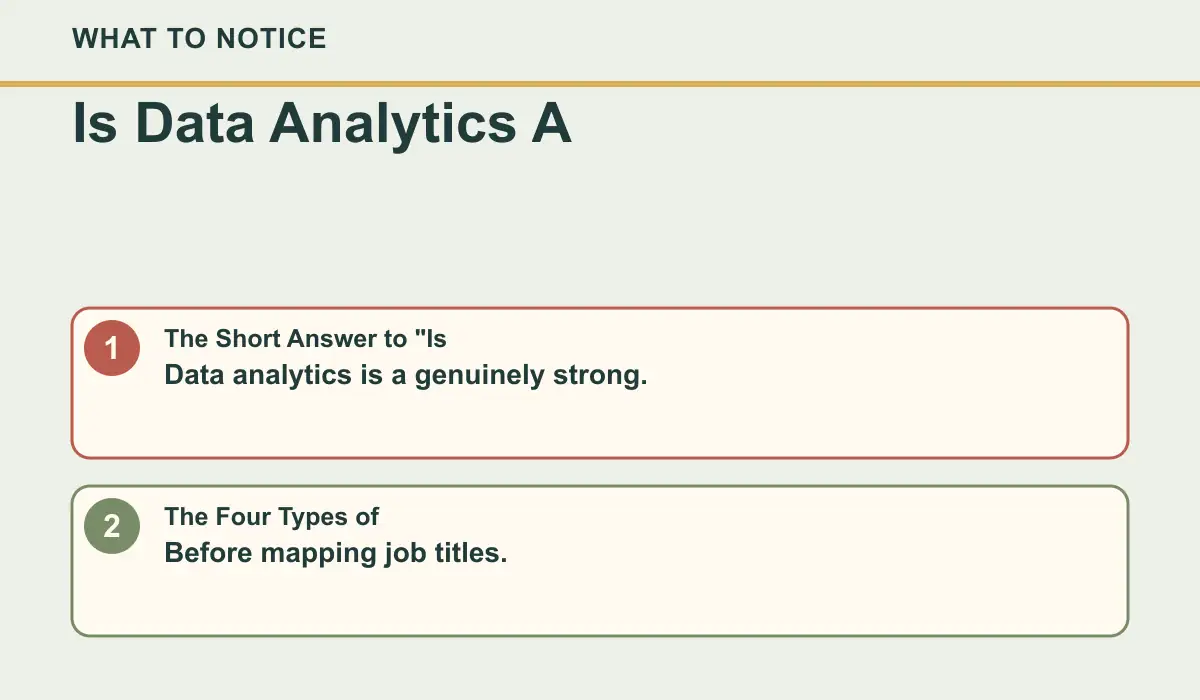 WHAT TO NOTICE
Is Data Analytics A
1
The Short Answer to "Is
Data analytics is a genuinely strong.
2
The Four Types of
Before mapping job titles.